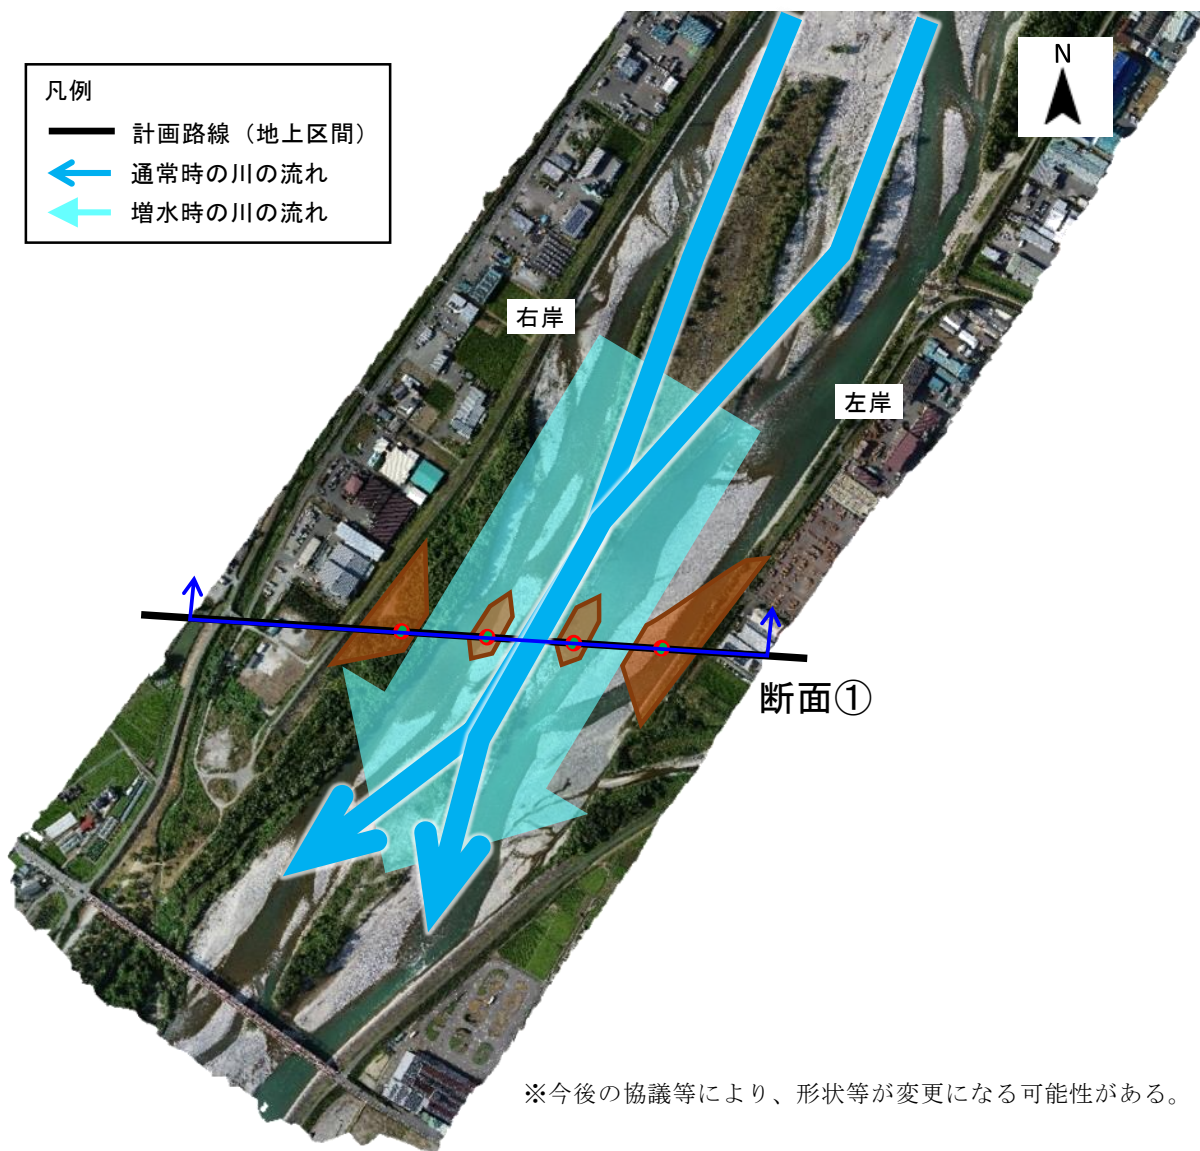 N
凡例
計画路線（地上区間）
通常時の川の流れ
増水時の川の流れ
右岸
左岸
断面①
※今後の協議等により、形状等が変更になる可能性がある。